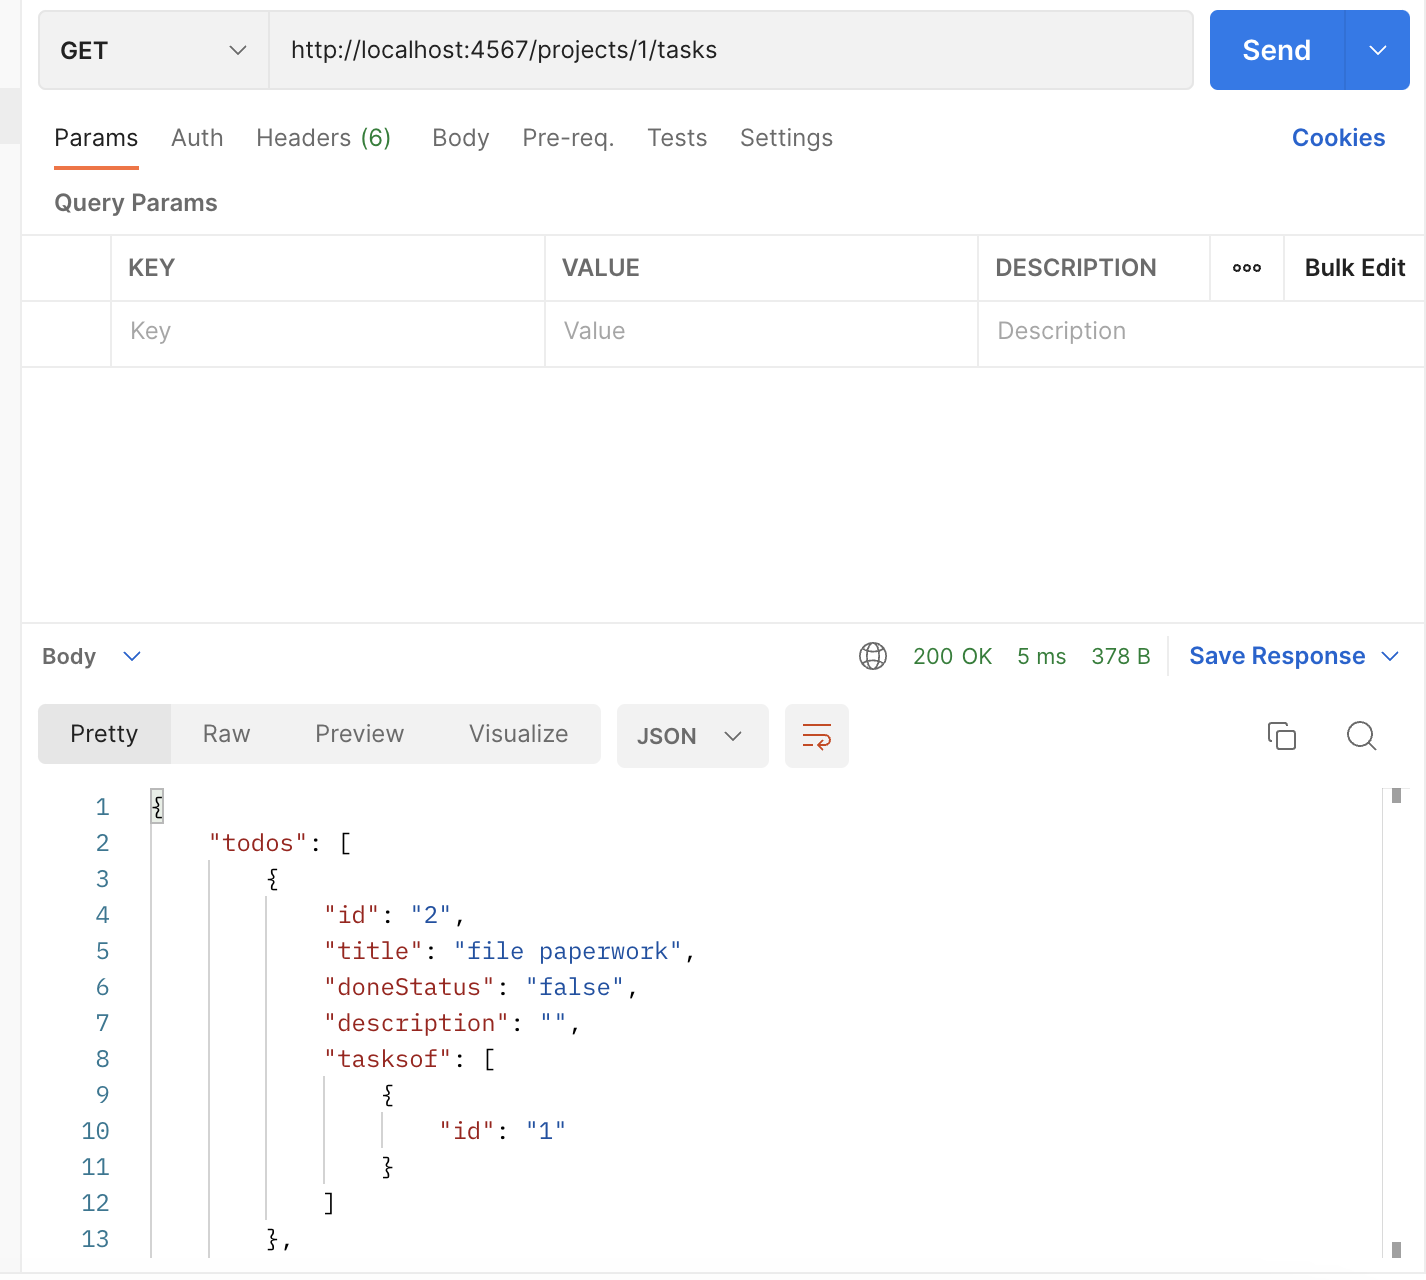 GET http://localhost:4567/projects/1/tasks Send
Params Auth Headers (6) Body Pre-req. Tests Settings Cookies
Query Params
KEY VALUE DESCRIPTION ooo Bulk Edit
Key Value Description
Body 200 OK 5 ms 378 B Save Response
Pretty Raw Preview Visualize JSON
1 {
2 "todos": [
3 {
4 "id": "2",
5 "title": "file paperwork",
6 "doneStatus": "false",
7 "description": "",
8 "tasksof": [
9 {
10 "id": "1"
11 }
12 ]
13 },